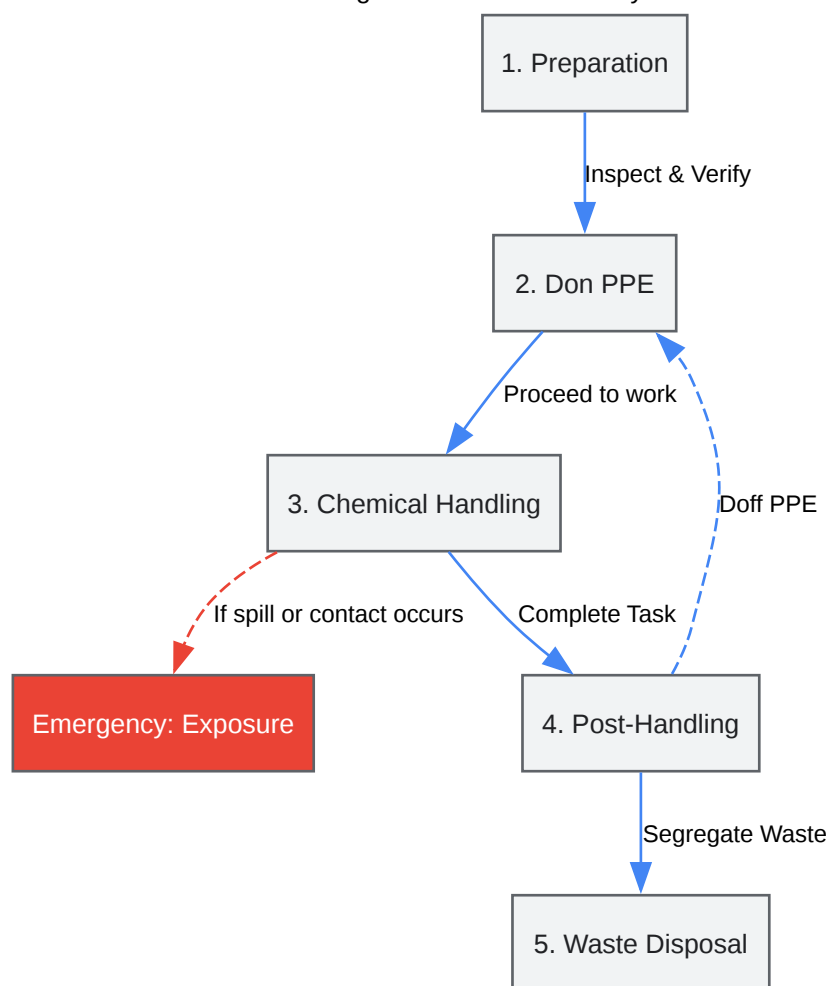 1. Preparation
Inspect & Verify
2. Don PPE
Proceed to work
3. Chemical Handling
Doff PPE
If spill or contact occurs
Complete Task
Emergency: Exposure
4. Post-Handling
Segregate Waste
5. Waste Disposal